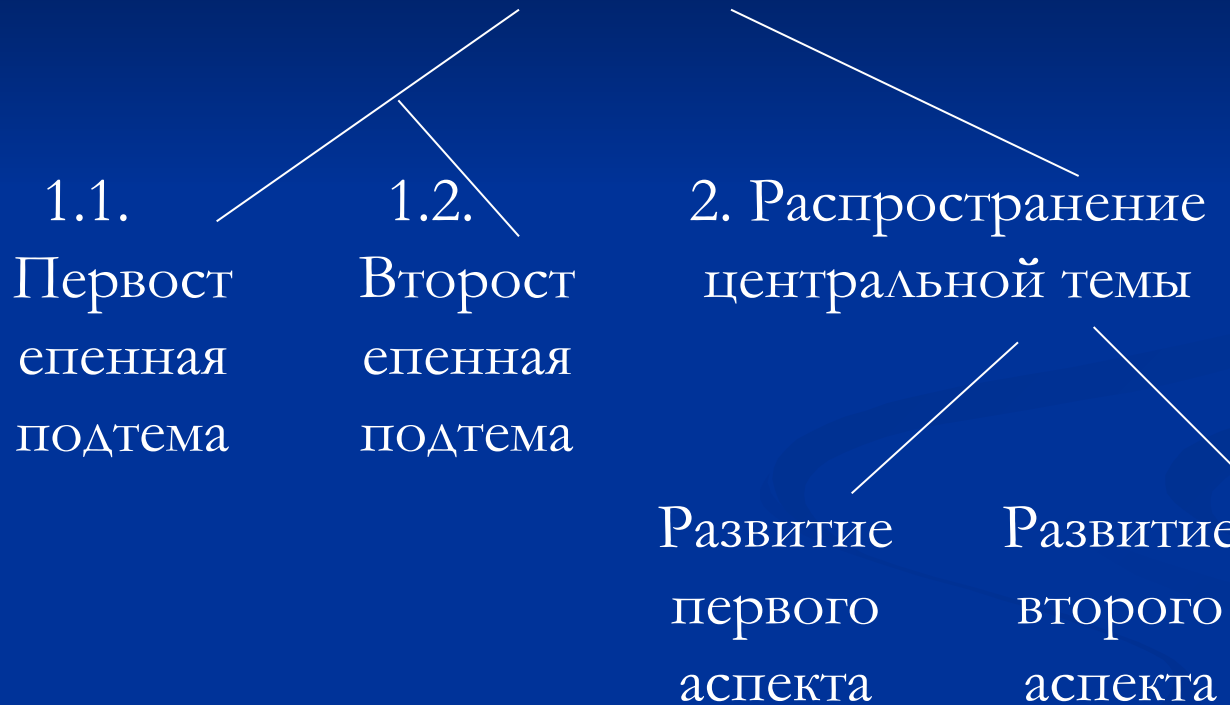 1.1.
Первост
епенная
подтема
1.2.
Второст
епенная
подтема
2. Распространение
центральной темы
Развитие
первого
аспекта
Развитие
второго
аспекта